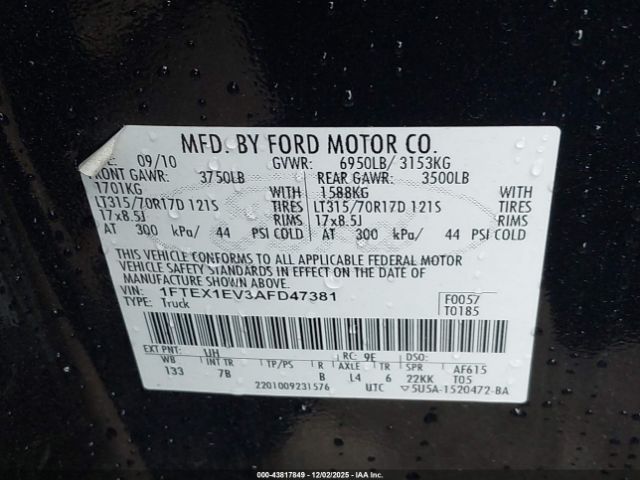 MFD. BY FORD MOTOR CO.
09/10 GVWR: 6950LB/ 3153KG
RONT GAWR: 3750LB REAR GAWR: 3500LB
1701KG WITH 1588KG WITH
LT315/70R17D 121S TIRES LT315/70R17D 121S TIRES
17x8.5J RIMS 17x8.5J RIMS
AT 300 kPa/ 44 PSI COLD AT 300 kPa/ 44 PSI COLD
THIS VEHICLE CONFORMS TO ALL APPLICABLE FEDERAL MOTOR
VEHICLE SAFETY STANDARDS IN EFFECT ON THE DATE OF
MANUFACTURE SHOWN ABOVE.
VIN: 1FTEX1EV3AFD47381 F0057
TYPE: Truck T0185
EXT PNT: UH RC: 9E DSO:
WB INT TR TP/PS R AXLE TR SPR AF615
133 7B B L4 6 22KK T05
2201009231576 UTC ▽5U5A-1520472-BA
000-43817849 - 12/02/2025 - IAA, Inc.